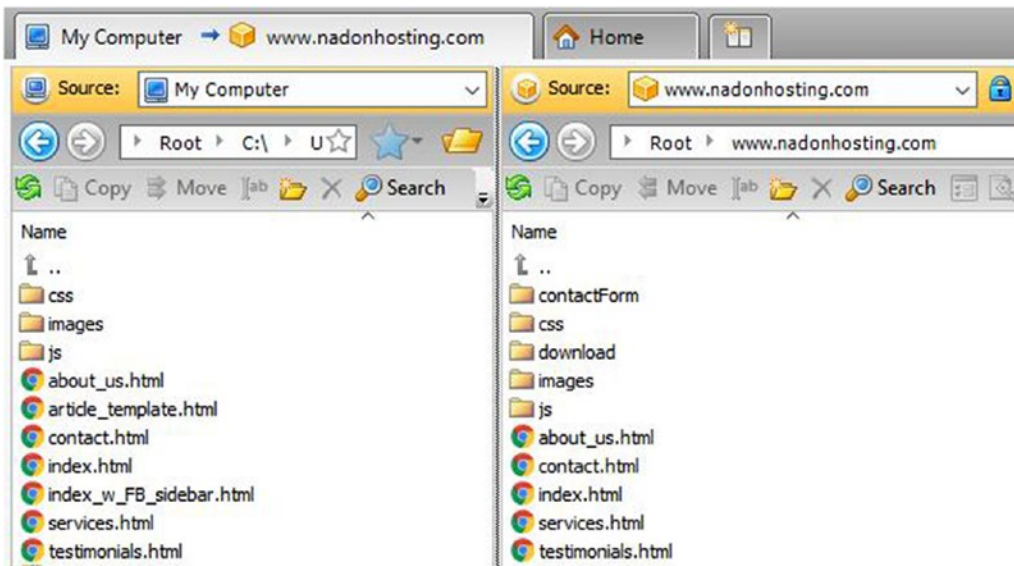 My Computer www.nadonhosting.com Home
Source: My Computer
Root C:\ U
Copy Move ab Search
Name
..
css
images
js
about_us.html
article_template.html
contact.html
index.html
index_w_FB_sidebar.html
services.html
testimonials.html
Source: www.nadonhosting.com
Root www.nadonhosting.com
Copy Move ab Search
Name
..
contactForm
css
download
images
js
about_us.html
contact.html
index.html
services.html
testimonials.html